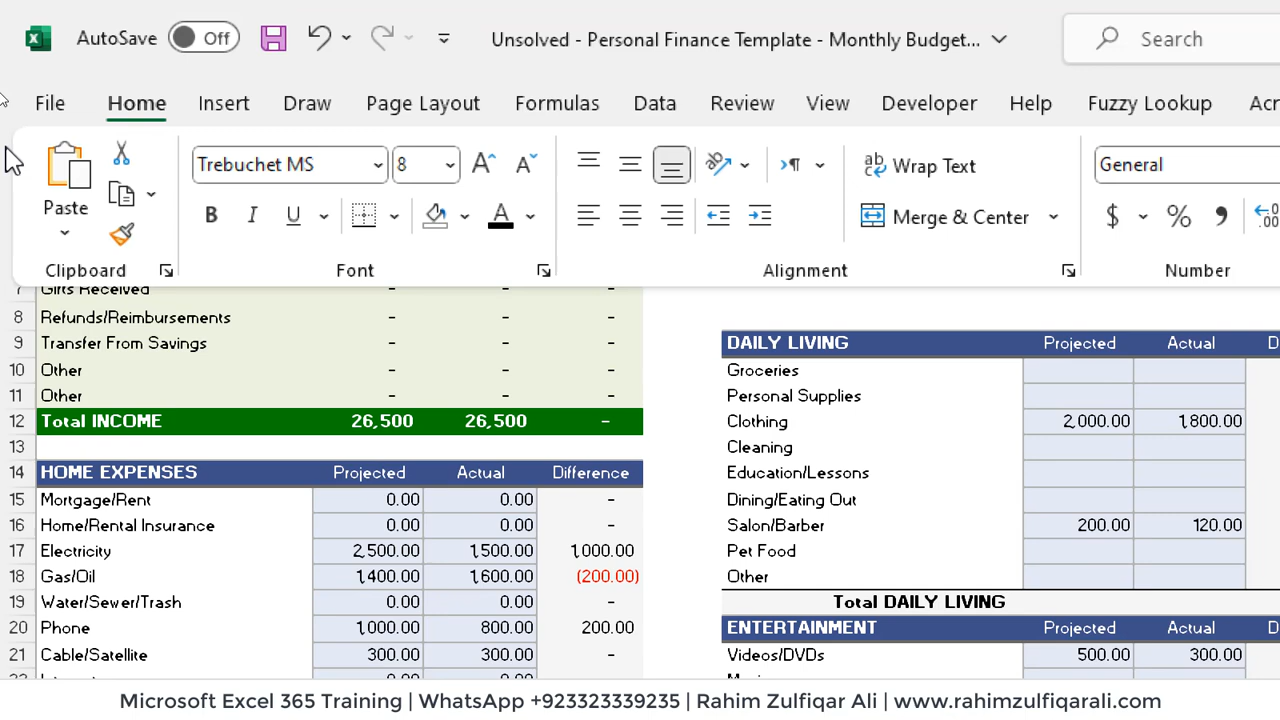 AutoSave Off Unsolved - Personal Finance Template - Monthly Budget... Search
File Home Insert Draw Page Layout Formulas Data Review View Developer Help Fuzzy Lookup Acr
Trebuchet MS 8 A A ab Wrap Text General
Paste B I U A Merge & Center $ % 9 .00
Clipboard Font Alignment Number
7 Gifts Received - - -
8 Refunds/Reimbursements - - -
9 Transfer From Savings - - - DAILY LIVING Projected Actual D
10 Other - - - Groceries
11 Other - - - Personal Supplies
12 Total INCOME 26,500 26,500 - Clothing 2,000.00 1,800.00
13 Cleaning
14 HOME EXPENSES Projected Actual Difference Education/Lessons
15 Mortgage/Rent 0.00 0.00 - Dining/Eating Out
16 Home/Rental Insurance 0.00 0.00 - Salon/Barber 200.00 120.00
17 Electricity 2,500.00 1,500.00 1,000.00 Pet Food
18 Gas/Oil 1,400.00 1,600.00 (200.00) Other
19 Water/Sewer/Trash 0.00 0.00 - Total DAILY LIVING
20 Phone 1,000.00 800.00 200.00 ENTERTAINMENT Projected Actual D
21 Cable/Satellite 300.00 300.00 - Videos/DVDs 500.00 300.00
Microsoft Excel 365 Training | WhatsApp +923323339235 | Rahim Zulfiqar Ali | www.rahimzulfiqarali.com